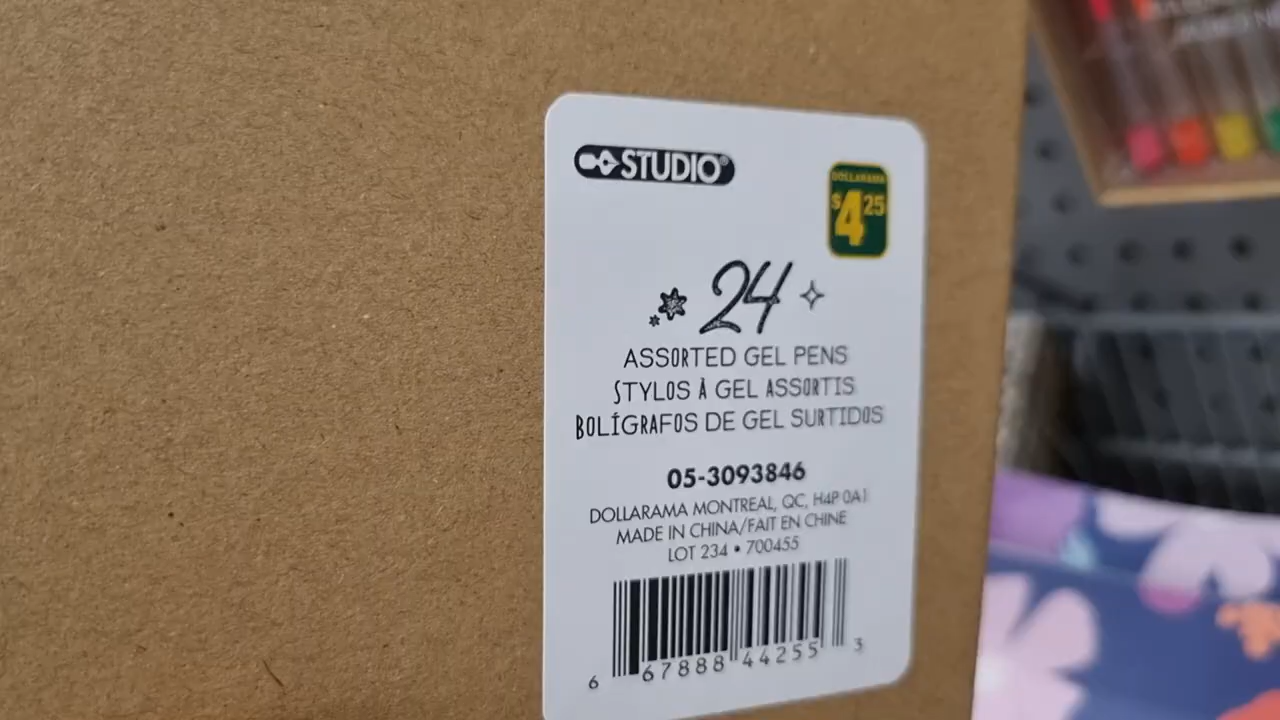 STUDIO®
DOLLARAMA
$4.25
24
ASSORTED GEL PENS
STYLOS À GEL ASSORTIS
BOLÍGRAFOS DE GEL SURTIDOS
05-3093846
DOLLARAMA MONTREAL, QC, H4P 0A1
MADE IN CHINA/FAIT EN CHINE
LOT 234 • 700455
6 67888 44255 3